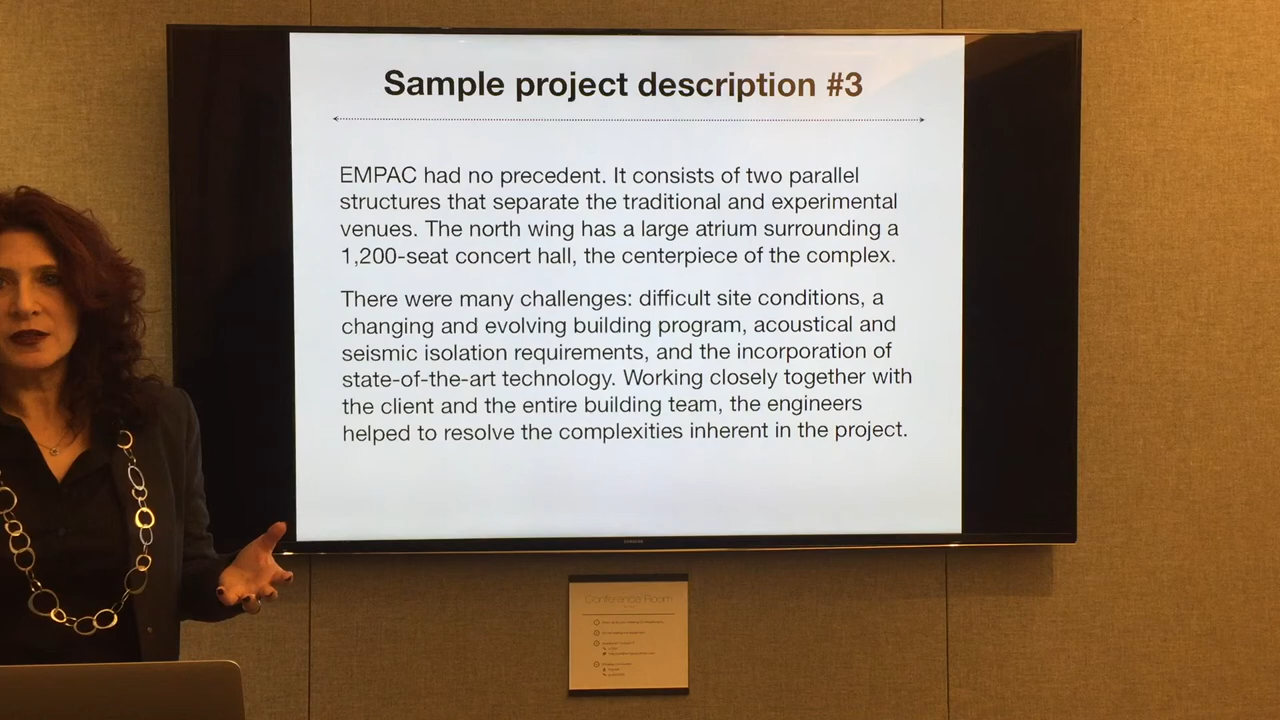 Sample project description #3
EMPAC had no precedent. It consists of two parallel
structures that separate the traditional and experimental
venues. The north wing has a large atrium surrounding a
1,200-seat concert hall, the centerpiece of the complex.
There were many challenges: difficult site conditions, a
changing and evolving building program, acoustical and
seismic isolation requirements, and the incorporation of
state-of-the-art technology. Working closely together with
the client and the entire building team, the engineers
helped to resolve the complexities inherent in the project.
SAMSUNG
Conference Room